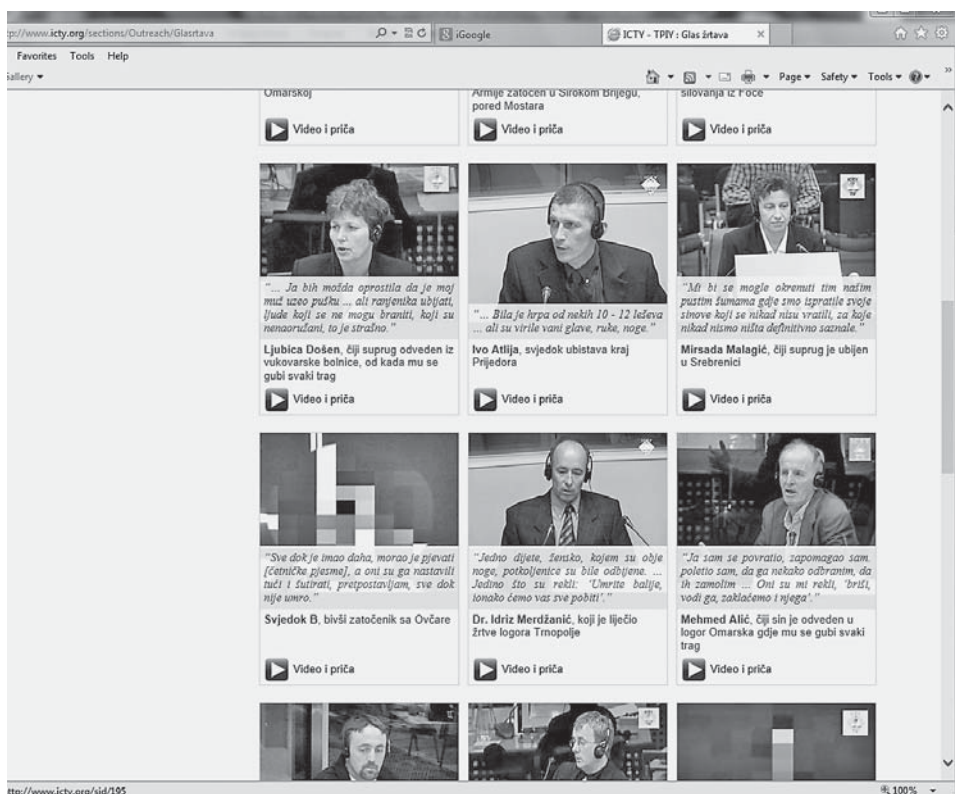 tp://www.icty.org/sections/Outreach/Glasrtava
iGoogle
ICTY - TPIY : Glas žrtava
Favorites Tools Help
Page Safety Tools
Omarskoj
Video i priča
Armije zatočen u Širokom Brijegu,
pored Mostara
Video i priča
silovanja iz Foče
Video i priča
"... Ja bih možda oprostila da je moj
muž uzeo pušku ... ali ranjenika ubijati,
ljude koji se ne mogu braniti, koji su
nenaoružani, to je strašno."
Ljubica Došen, čiji suprug odveden iz
vukovarske bolnice, od kada mu se
gubi svaki trag
Video i priča
"... Bila je hrpa od nekih 10 - 12 leševa
... ali su virile vani glave, ruke, noge."
Ivo Atlija, svjedok ubistava kraj
Prijedora
Video i priča
"Mi bi se mogle okrenuti tim našim
pustim šumama gdje smo ispratile svoje
sinove koji se nikad nisu vratili, za koje
nikad nismo ništa definitivno saznale."
Mirsada Malagić, čiji suprug je ubijen
u Srebrenici
Video i priča
"Sve dok je imao daha, morao je pjevati
[četničke pjesme], a oni su ga nastavili
tući i šutirati, pretpostavljam, sve dok
nije umro."
Svjedok B, bivši zatočenik sa Ovčare
Video i priča
"Jedno dijete, žensko, kojem su obje
noge, potkoljenice su bile odbijene. ...
Jedino što su rekli: 'Umrite balije,
ionako ćemo vas sve pobiti'."
Dr. Idriz Merdžanić, koji je liječio
žrtve logora Trnopolje
Video i priča
"Ja sam se povratio, zapomagao sam.
poletio sam, da ga nekako odbranim, da
ih zamolim ... Oni su mi rekli, 'briši,
vodi ga, zaklaćemo i njega'."
Mehmed Alić, čiji sin je odveden u
logor Omarska gdje mu se gubi svaki
trag
Video i priča
http://www.icty.org/sid/195
100%